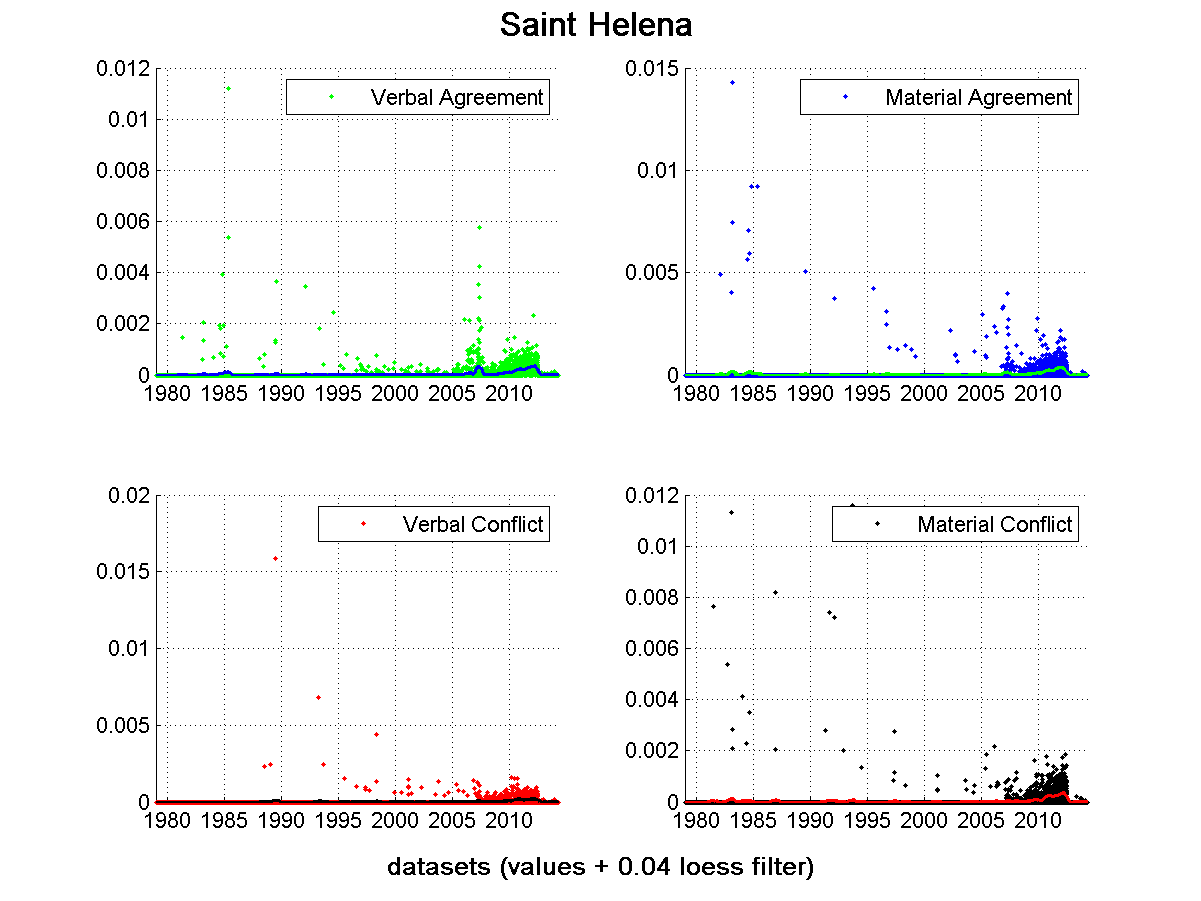 Saint Helena
0.012
0.01
0.008
0.006
0.004
0.002
0
1980 1985 1990 1995 2000 2005 2010
Verbal Agreement
0.015
0.01
0.005
0
1980 1985 1990 1995 2000 2005 2010
Material Agreement
0.02
0.015
0.01
0.005
0
1980 1985 1990 1995 2000 2005 2010
Verbal Conflict
0.012
0.01
0.008
0.006
0.004
0.002
0
1980 1985 1990 1995 2000 2005 2010
Material Conflict
datasets (values + 0.04 loess filter)